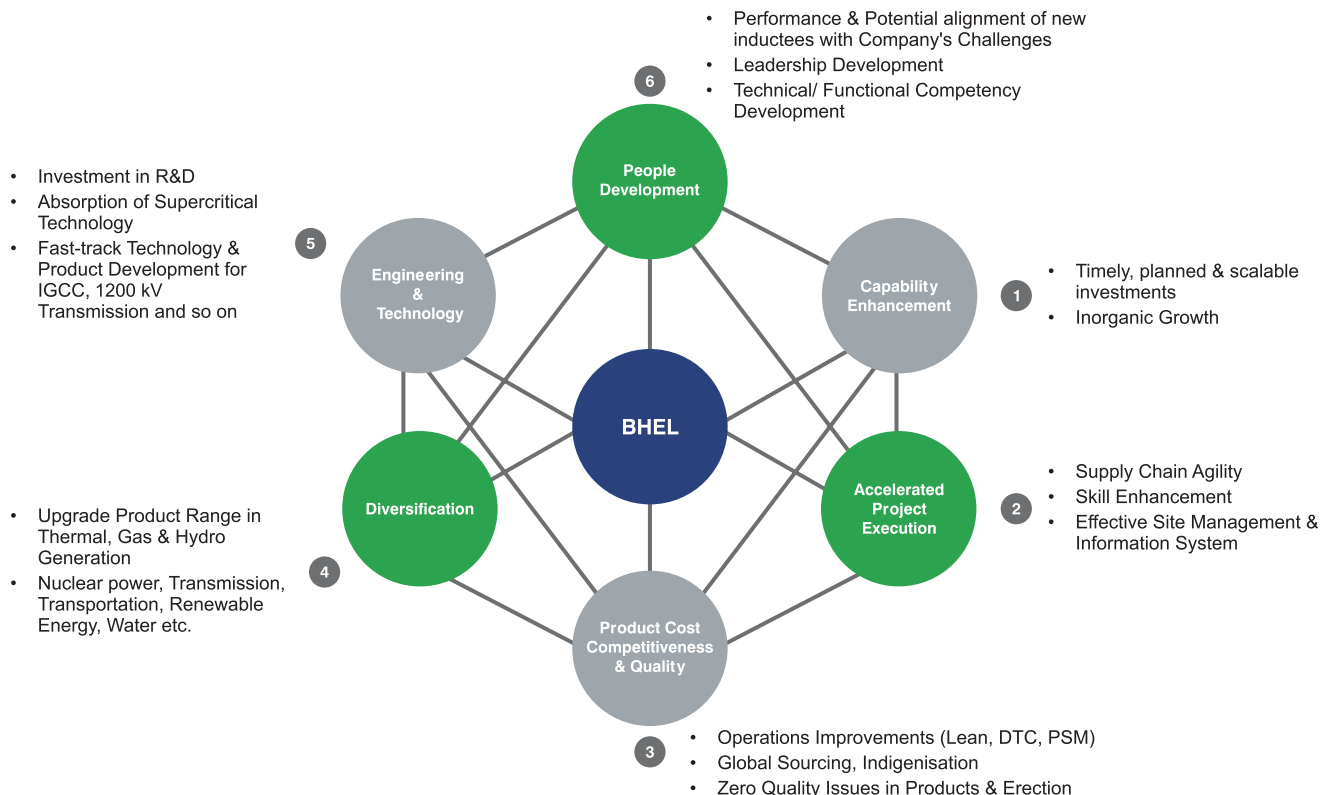 • Performance & Potential alignment of new
inductees with Company's Challenges
• Leadership Development
• Technical/ Functional Competency
Development
6
People
Development
• Investment in R&D
• Absorption of Supercritical
Technology
• Fast-track Technology &
Product Development for
IGCC, 1200 kV
Transmission and so on
5
Engineering
&
Technology
Capability
Enhancement
1
• Timely, planned & scalable
investments
• Inorganic Growth
BHEL
• Upgrade Product Range in
Thermal, Gas & Hydro
Generation
• Nuclear power, Transmission,
Transportation, Renewable
Energy, Water etc.
4
Diversification
Accelerated
Project
Execution
2
• Supply Chain Agility
• Skill Enhancement
• Effective Site Management &
Information System
Product Cost
Competitiveness
& Quality
3
• Operations Improvements (Lean, DTC, PSM)
• Global Sourcing, Indigenisation
• Zero Quality Issues in Products & Erection